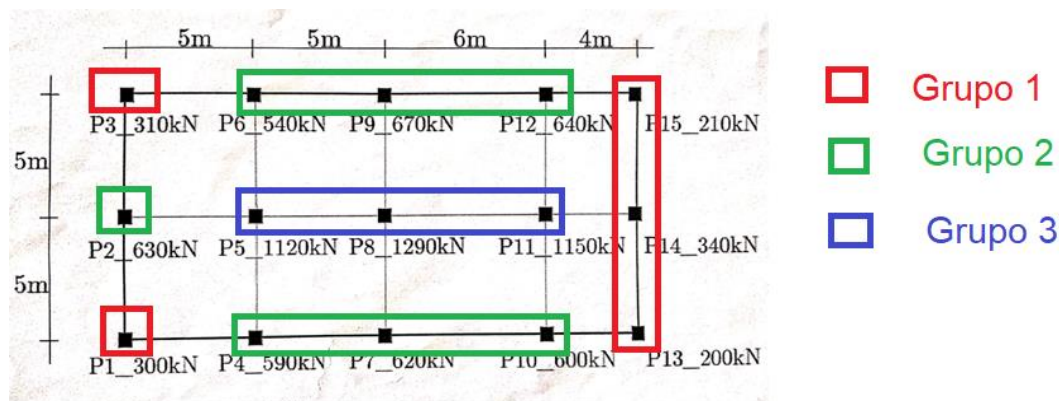 5m 5m 6m 4m
P3_310kN P6_540kN P9_670kN P12_640kN P15_210kN
Grupo 1
Grupo 2
5m
P2_630kN P5_1120kN P8_1290kN P11_1150kN P14_340kN
Grupo 3
5m
P1_300kN P4_590kN P7_620kN P10_600kN P13_200kN